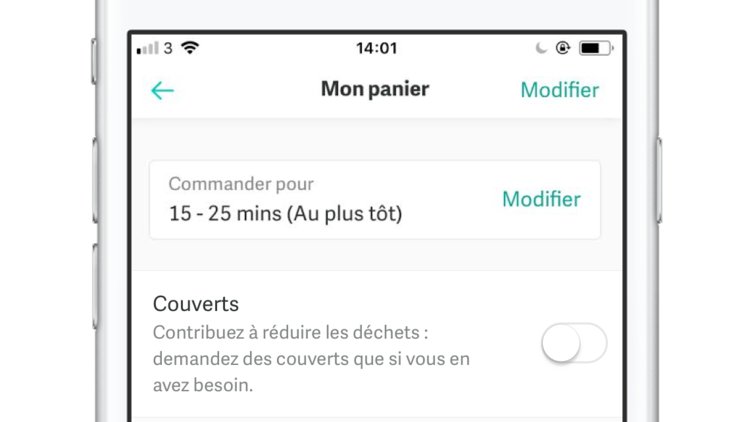 3 14:01
Mon panier Modifier
Commander pour
15 - 25 mins (Au plus tôt) Modifier
Couverts
Contribuez à réduire les déchets :
demandez des couverts que si vous en
avez besoin.